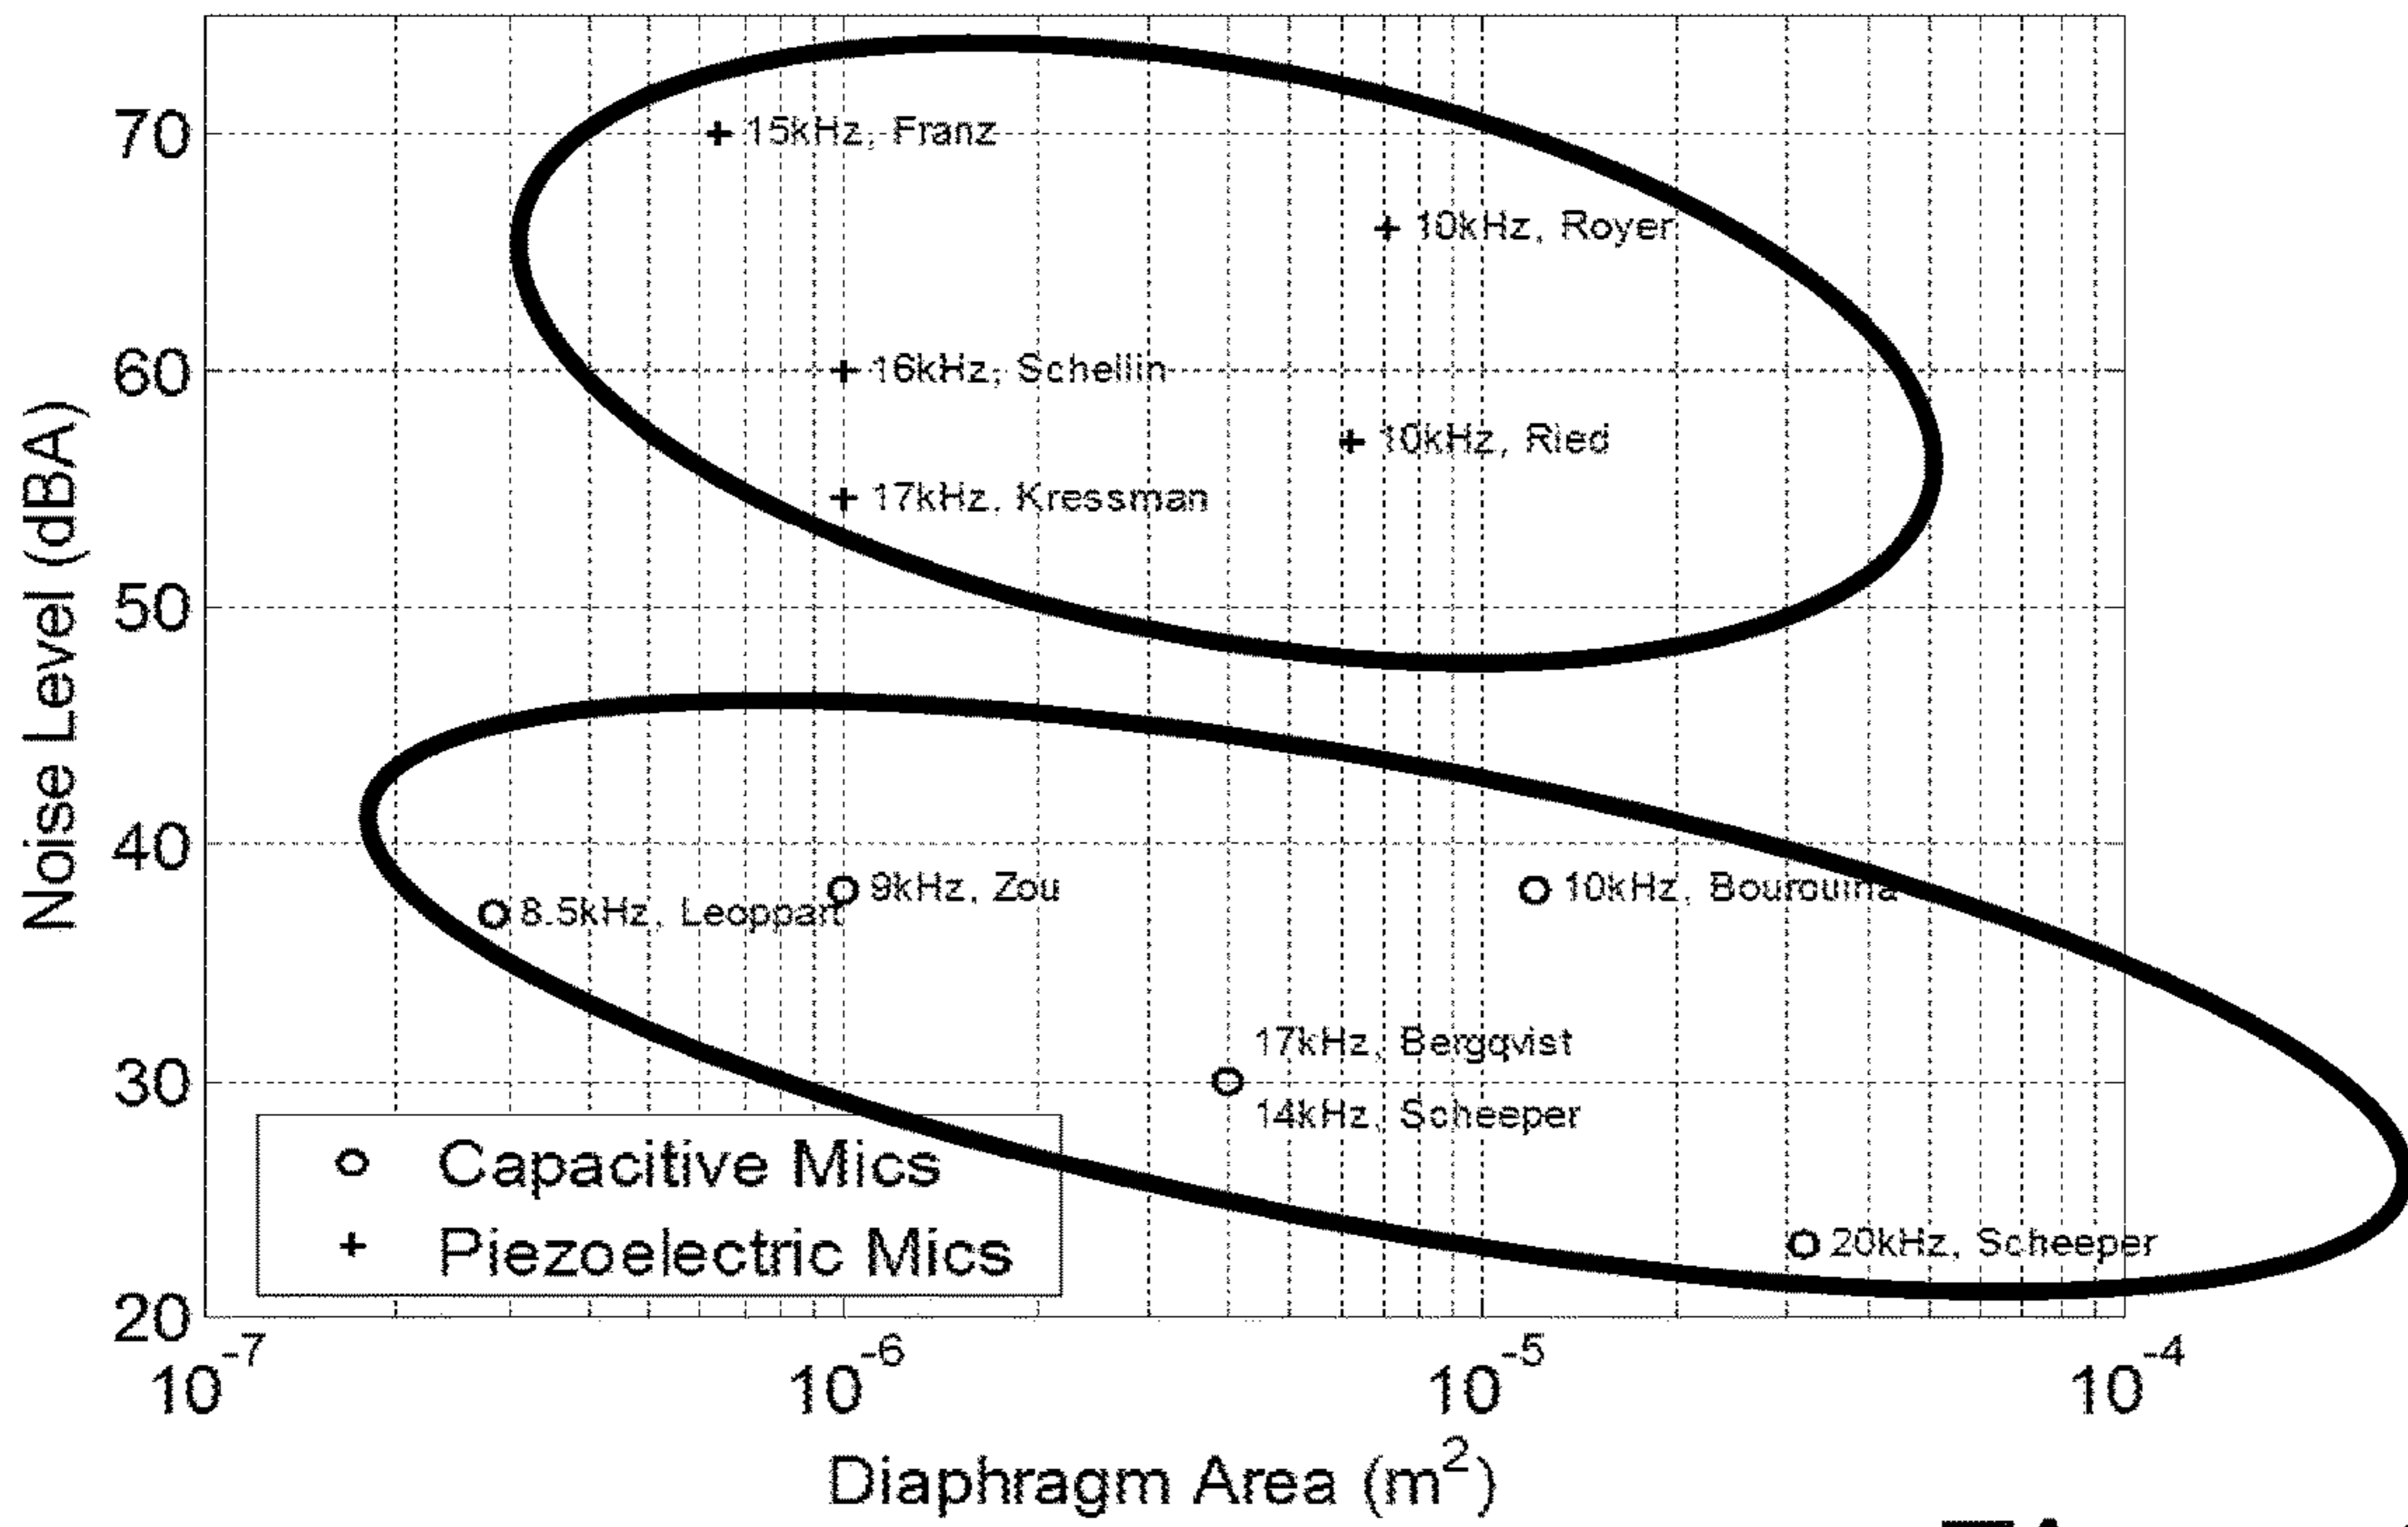 Noise Level (dBA)
70
60
50
40
30
20
15kHz, Franz
10kHz, Royer
16kHz, Schellin
10kHz, Ried
17kHz, Kressman
9kHz, Zou
8.5kHz, Leoppart
10kHz, Bourouina
17kHz, Bergqvist
14kHz, Scheeper
20kHz, Scheeper
o Capacitive Mics
+ Piezoelectric Mics
10^-7
10^-6
10^-5
10^-4
Diaphragm Area (m²)